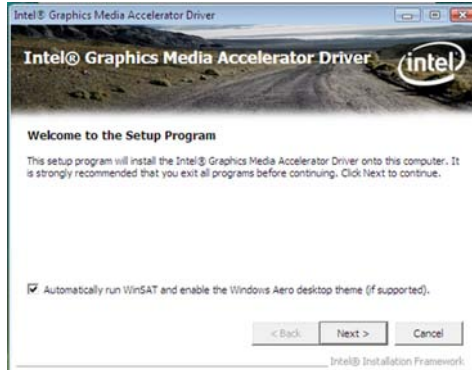 Intel® Graphics Media Accelerator Driver
Intel® Graphics Media Accelerator Driver
intel
Welcome to the Setup Program
This setup program will install the Intel® Graphics Media Accelerator Driver onto this computer. It
is strongly recommended that you exit all programs before continuing. Click Next to continue.
Automatically run WinSAT and enable the Windows Aero desktop theme (if supported).
< Back Next > Cancel
Intel® Installation Framework